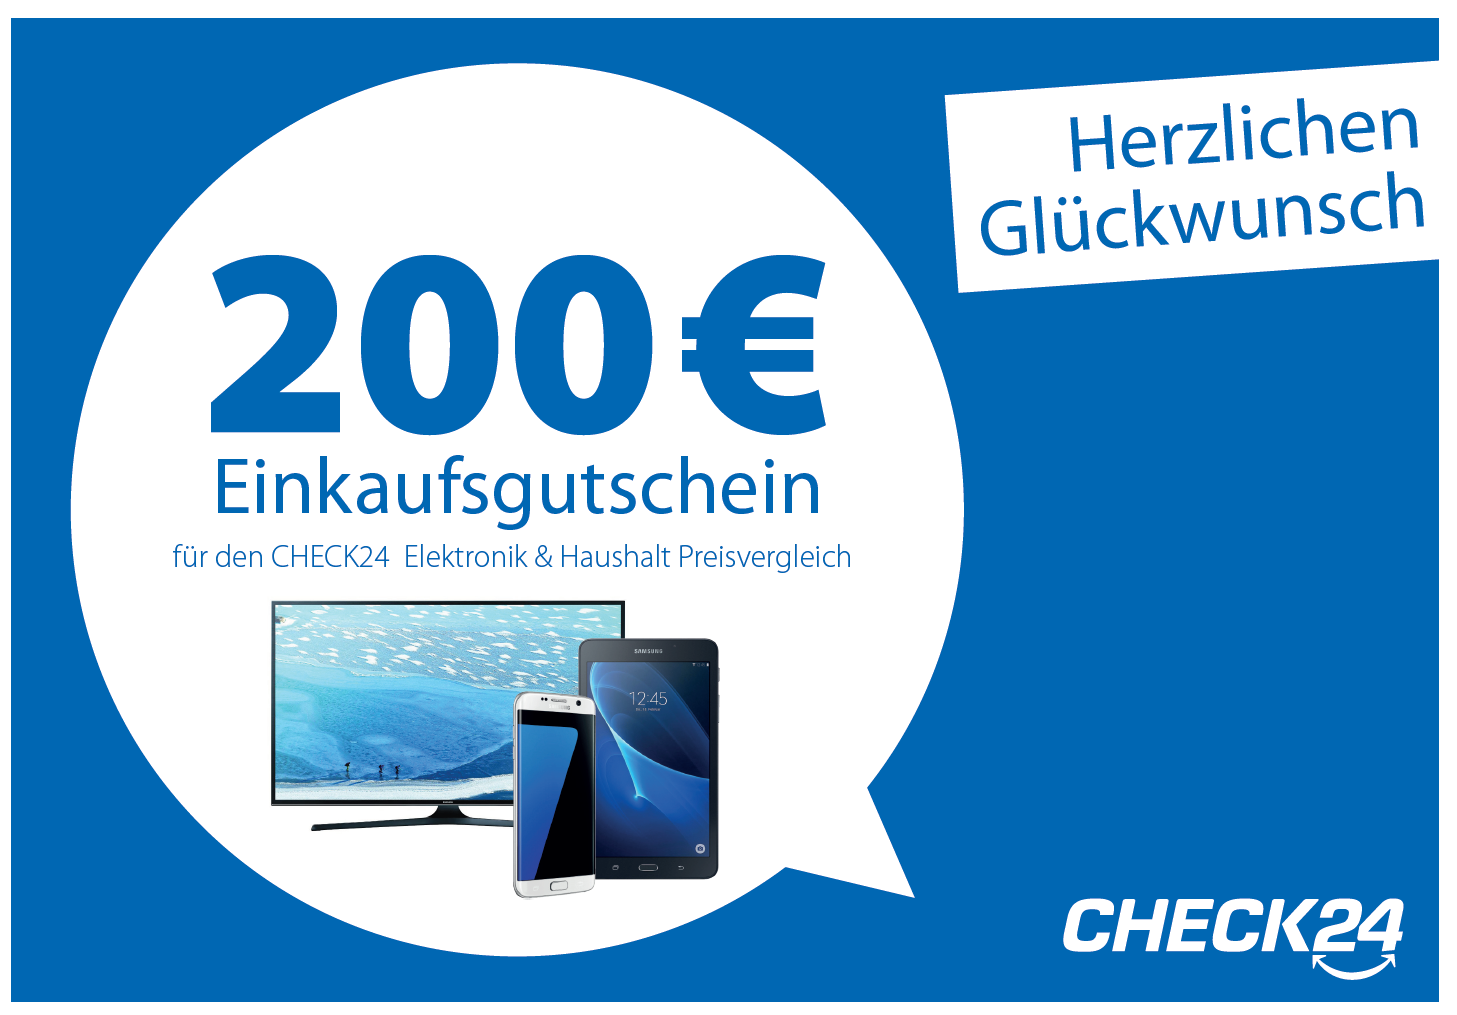 Herzlichen
Glückwunsch
200 €
Einkaufsgutschein
für den CHECK24 Elektronik & Haushalt Preisvergleich
SAMSUNG
12:45
CHECK24